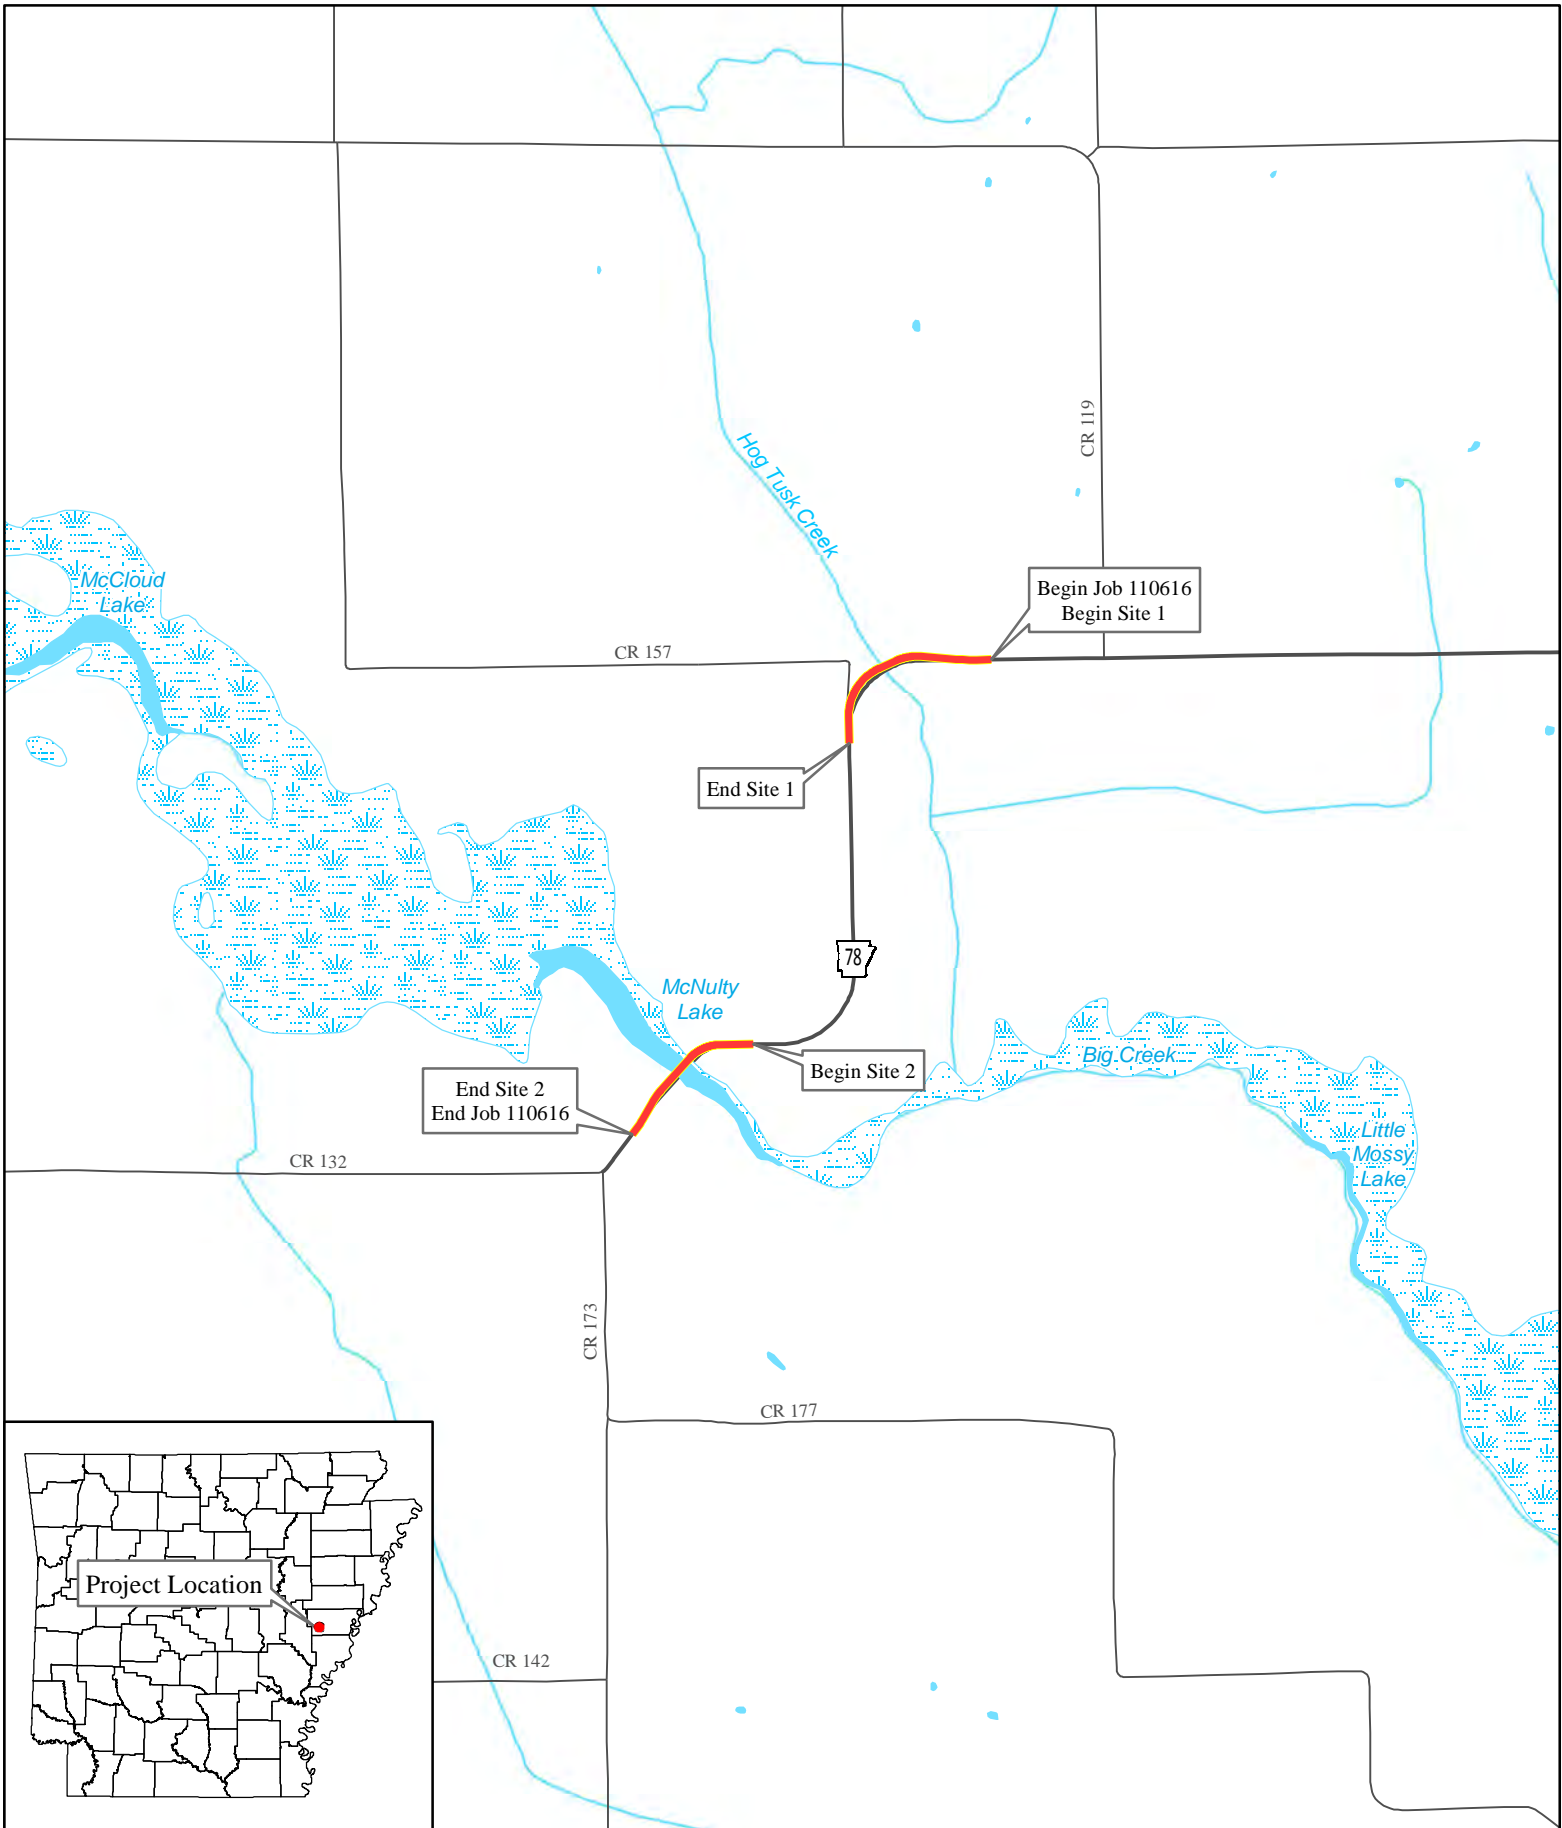 Hog Tusk Creek
CR 119
McCloud
Lake
Begin Job 110616
Begin Site 1
CR 157
End Site 1
78
McNulty
Lake
Big Creek
Begin Site 2
End Site 2
End Job 110616
Little
Mossy
Lake
CR 132
CR 173
CR 177
Project Location
CR 142